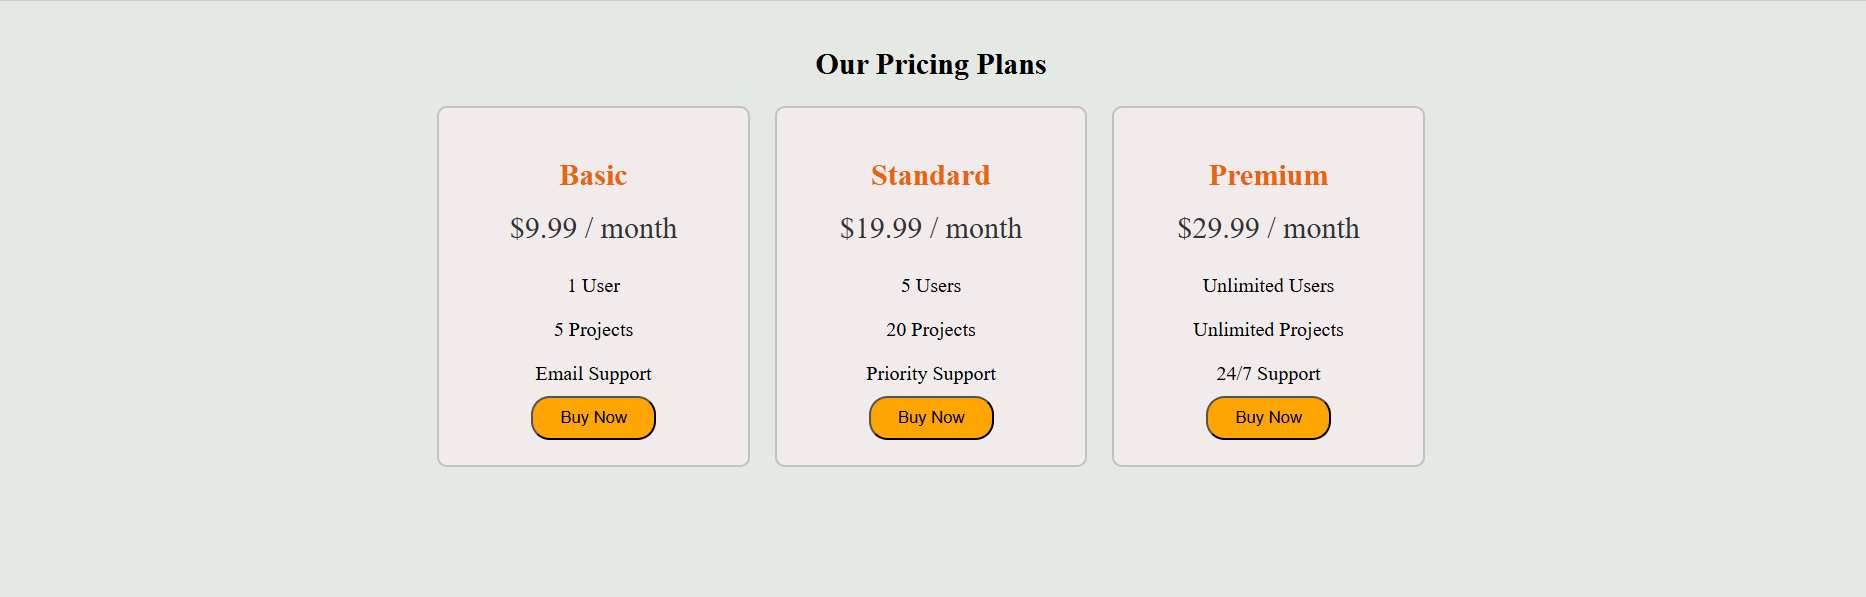 Our Pricing Plans
Basic
$9.99 / month
1 User
5 Projects
Email Support
Buy Now
Standard
$19.99 / month
5 Users
20 Projects
Priority Support
Buy Now
Premium
$29.99 / month
Unlimited Users
Unlimited Projects
24/7 Support
Buy Now